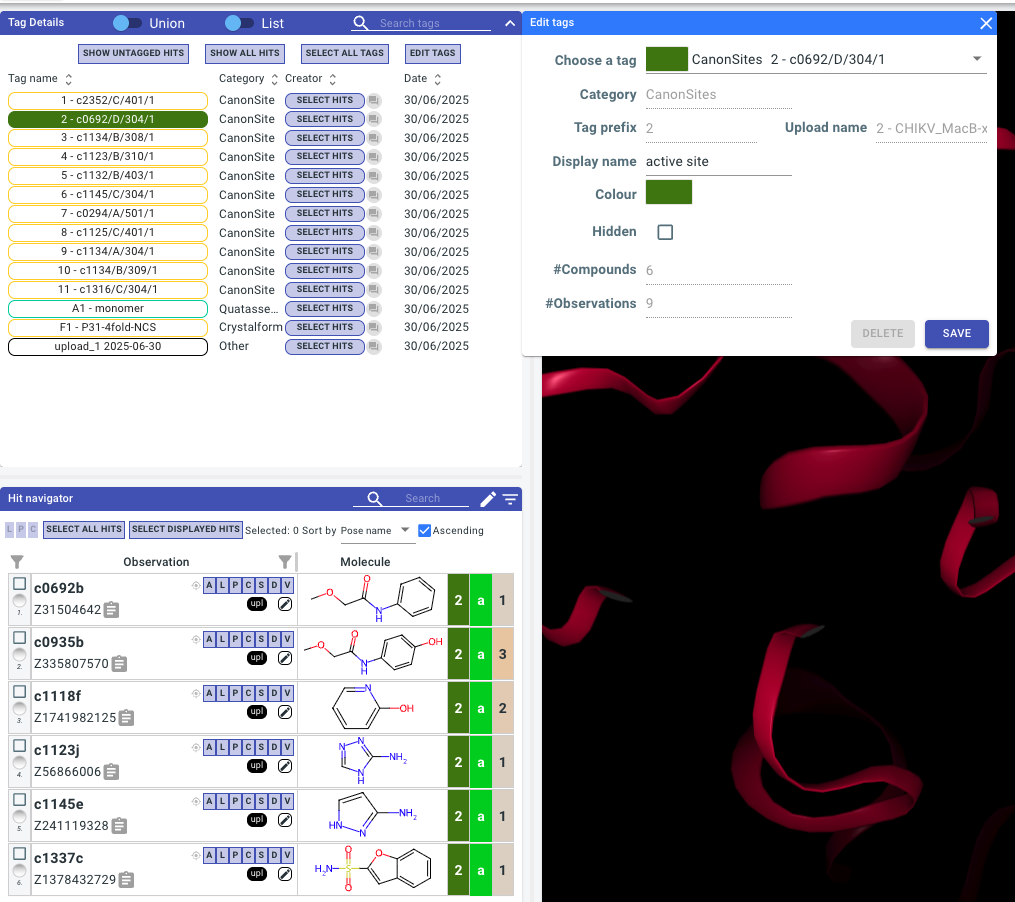 Tag Details Union List Search tags
SHOW UNTAGGED HITS SHOW ALL HITS SELECT ALL TAGS EDIT TAGS
Tag name Category Creator Date
1 - c2352/C/401/1 CanonSite SELECT HITS 30/06/2025
2 - c0692/D/304/1 CanonSite SELECT HITS 30/06/2025
3 - c1134/B/308/1 CanonSite SELECT HITS 30/06/2025
4 - c1123/B/310/1 CanonSite SELECT HITS 30/06/2025
5 - c1132/B/403/1 CanonSite SELECT HITS 30/06/2025
6 - c1145/C/304/1 CanonSite SELECT HITS 30/06/2025
7 - c0294/A/501/1 CanonSite SELECT HITS 30/06/2025
8 - c1125/C/401/1 CanonSite SELECT HITS 30/06/2025
9 - c1134/A/304/1 CanonSite SELECT HITS 30/06/2025
10 - c1134/B/309/1 CanonSite SELECT HITS 30/06/2025
11 - c1316/C/304/1 CanonSite SELECT HITS 30/06/2025
A1 - monomer Quatasse... SELECT HITS 30/06/2025
F1 - P31-4fold-NCS Crystalform SELECT HITS 30/06/2025
upload_1 2025-06-30 Other SELECT HITS 30/06/2025
Edit tags
Choose a tag CanonSites 2 - c0692/D/304/1
Category CanonSites
Tag prefix 2 Upload name 2 - CHIKV_MacB-x
Display name active site
Colour
Hidden
#Compounds 6
#Observations 9
DELETE SAVE
Hit navigator Search
L P C SELECT ALL HITS SELECT DISPLAYED HITS Selected: 0 Sort by Pose name Ascending
Observation Molecule
c0692b A L P C S D V O O N H 2 a 1
1. Z31504642 upl
c0935b A L P C S D V O O N H OH 2 a 3
2. Z335807570 upl
c1118f A L P C S D V N OH 2 a 2
3. Z1741982125 upl
c1123j A L P C S D V N N N H NH2 2 a 1
4. Z56866006 upl
c1145e A L P C S D V HN N NH2 2 a 1
5. Z241119328 upl
c1337c A L P C S D V H2N S O O O 2 a 1
6. Z1378432729 upl